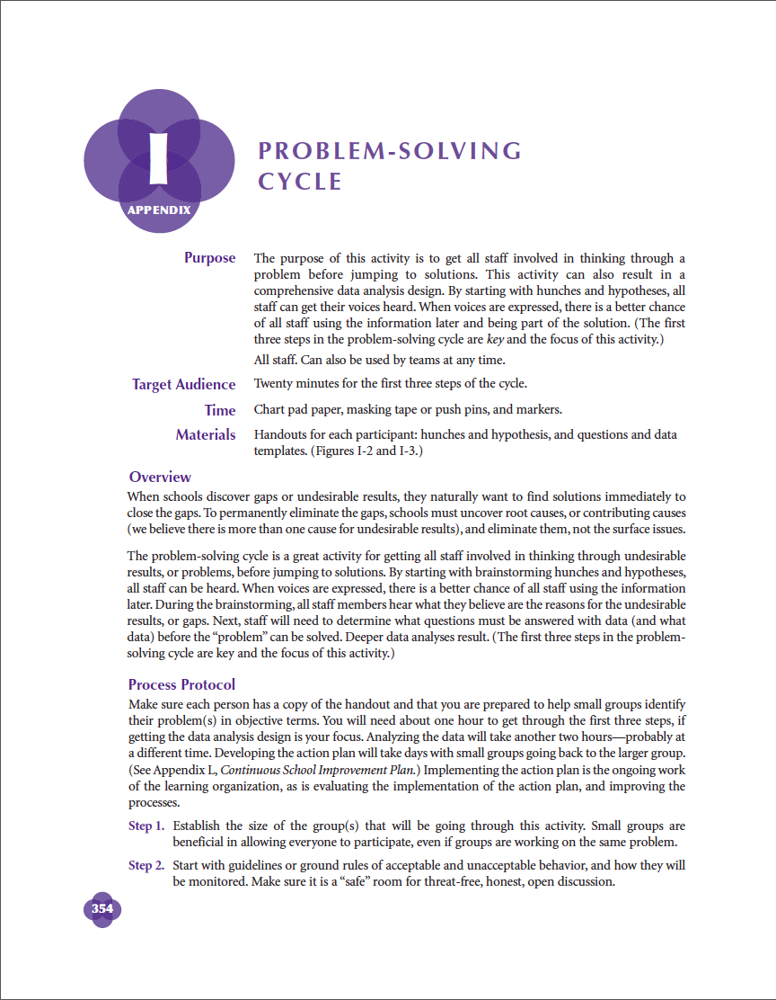 I
APPENDIX
PROBLEM-SOLVING
CYCLE
Purpose
The purpose of this activity is to get all staff involved in thinking through a
problem before jumping to solutions. This activity can also result in a
comprehensive data analysis design. By starting with hunches and hypotheses, all
staff can get their voices heard. When voices are expressed, there is a better chance
of all staff using the information later and being part of the solution. (The first
three steps in the problem-solving cycle are key and the focus of this activity.)
All staff. Can also be used by teams at any time.
Target Audience
Twenty minutes for the first three steps of the cycle.
Time
Chart pad paper, masking tape or push pins, and markers.
Materials
Handouts for each participant: hunches and hypothesis, and questions and data
templates. (Figures I-2 and I-3.)
Overview
When schools discover gaps or undesirable results, they naturally want to find solutions immediately to
close the gaps. To permanently eliminate the gaps, schools must uncover root causes, or contributing causes
(we believe there is more than one cause for undesirable results), and eliminate them, not the surface issues.
The problem-solving cycle is a great activity for getting all staff involved in thinking through undesirable
results, or problems, before jumping to solutions. By starting with brainstorming hunches and hypotheses,
all staff can be heard. When voices are expressed, there is a better chance of all staff using the information
later. During the brainstorming, all staff members hear what they believe are the reasons for the undesirable
results, or gaps. Next, staff will need to determine what questions must be answered with data (and what
data) before the “problem” can be solved. Deeper data analyses result. (The first three steps in the problem-
solving cycle are key and the focus of this activity.)
Process Protocol
Make sure each person has a copy of the handout and that you are prepared to help small groups identify
their problem(s) in objective terms. You will need about one hour to get through the first three steps, if
getting the data analysis design is your focus. Analyzing the data will take another two hours—probably at
a different time. Developing the action plan will take days with small groups going back to the larger group.
(See Appendix L, Continuous School Improvement Plan.) Implementing the action plan is the ongoing work
of the learning organization, as is evaluating the implementation of the action plan, and improving the
processes.
Step 1. Establish the size of the group(s) that will be going through this activity. Small groups are
beneficial in allowing everyone to participate, even if groups are working on the same problem.
Step 2. Start with guidelines or ground rules of acceptable and unacceptable behavior, and how they will
be monitored. Make sure it is a “safe” room for threat-free, honest, open discussion.
354